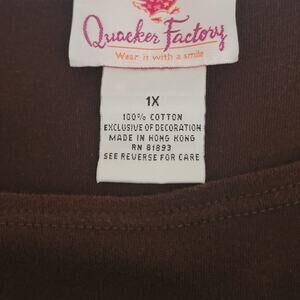 Quacker Factory
Wear it with a smile
1X
100% COTTON
EXCLUSIVE OF DECORATION
MADE IN HONG KONG
RN 81893
SEE REVERSE FOR CARE